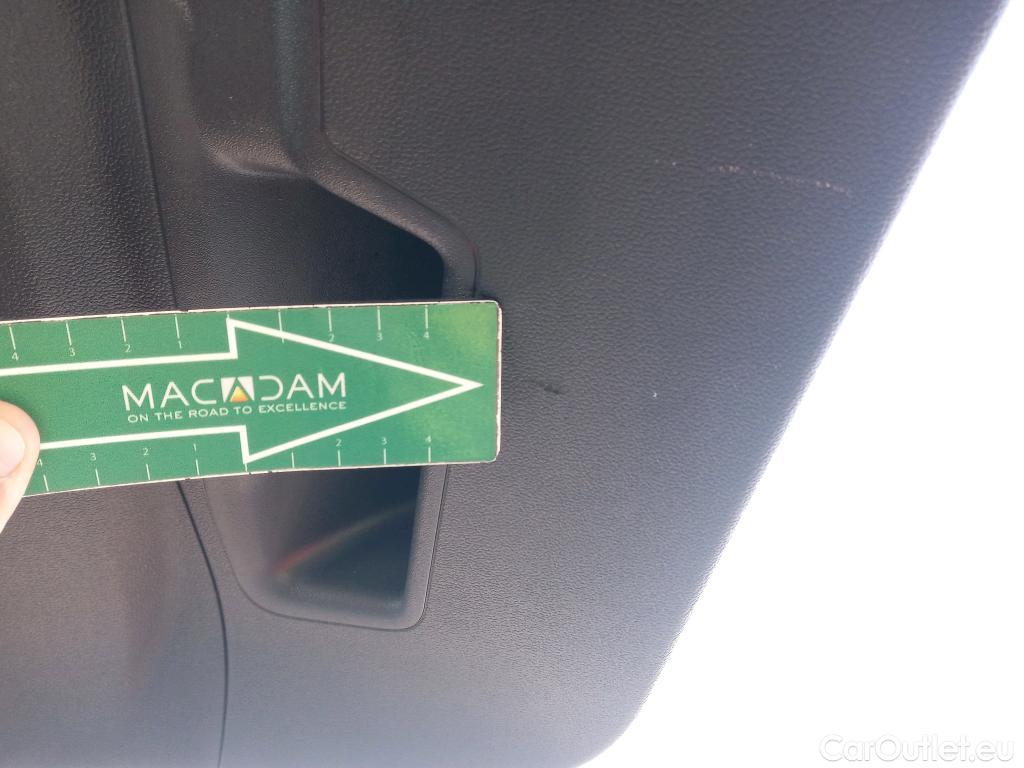 4 3 2 1 1 2 3 4
MACADAM
ON THE ROAD TO EXCELLENCE
4 3 2 1 1 2 3 4
CarOutlet.eu